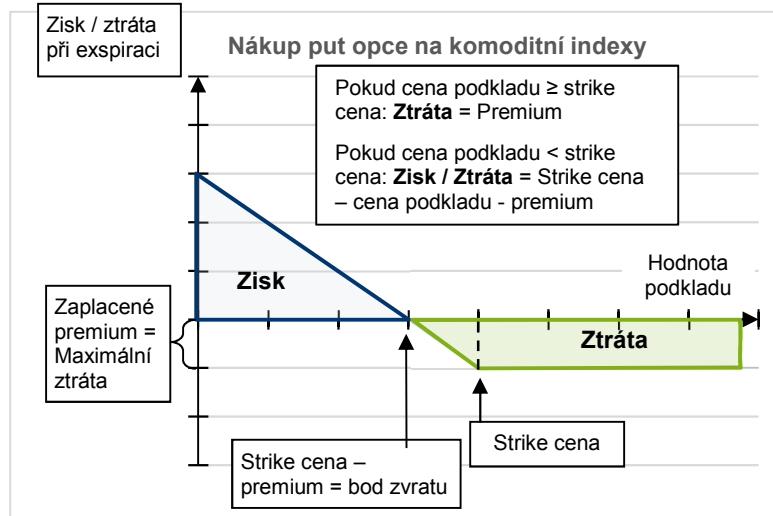 Zisk / ztráta
při exspiraci
Nákup put opce na komoditní indexy
Pokud cena podkladu ≥ strike
cena: Ztráta = Premium
Pokud cena podkladu < strike
cena: Zisk / Ztráta = Strike cena
– cena podkladu - premium
Zisk
Hodnota
podkladu
Zaplacené
premium =
Maximální
ztráta
Ztráta
Strike cena –
premium = bod zvratu
Strike cena